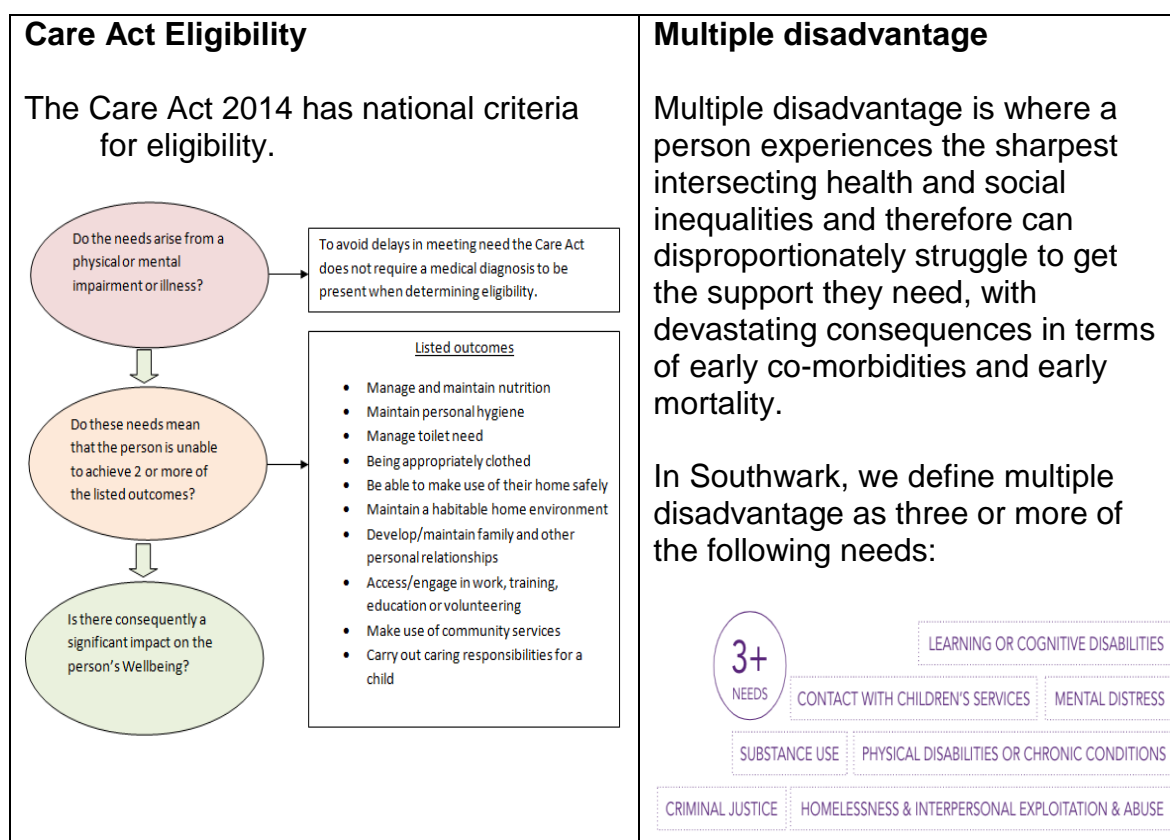 Care Act Eligibility
The Care Act 2014 has national criteria
for eligibility.
Do the needs arise from a
physical or mental
impairment or illness?
To avoid delays in meeting need the Care Act
does not require a medical diagnosis to be
present when determining eligibility.
Do these needs mean
that the person is unable
to achieve 2 or more of
the listed outcomes?
Listed outcomes
• Manage and maintain nutrition
• Maintain personal hygiene
• Manage toilet need
• Being appropriately clothed
• Be able to make use of their home safely
• Maintain a habitable home environment
• Develop/maintain family and other
personal relationships
• Access/engage in work, training,
education or volunteering
• Make use of community services
• Carry out caring responsibilities for a
child
Is there consequently a
significant impact on the
person's Wellbeing?
Multiple disadvantage
Multiple disadvantage is where a
person experiences the sharpest
intersecting health and social
inequalities and therefore can
disproportionately struggle to get
the support they need, with
devastating consequences in terms
of early co-morbidities and early
mortality.
In Southwark, we define multiple
disadvantage as three or more of
the following needs:
3+
NEEDS
LEARNING OR COGNITIVE DISABILITIES
CONTACT WITH CHILDREN'S SERVICES
MENTAL DISTRESS
SUBSTANCE USE
PHYSICAL DISABILITIES OR CHRONIC CONDITIONS
CRIMINAL JUSTICE
HOMELESSNESS & INTERPERSONAL EXPLOITATION & ABUSE